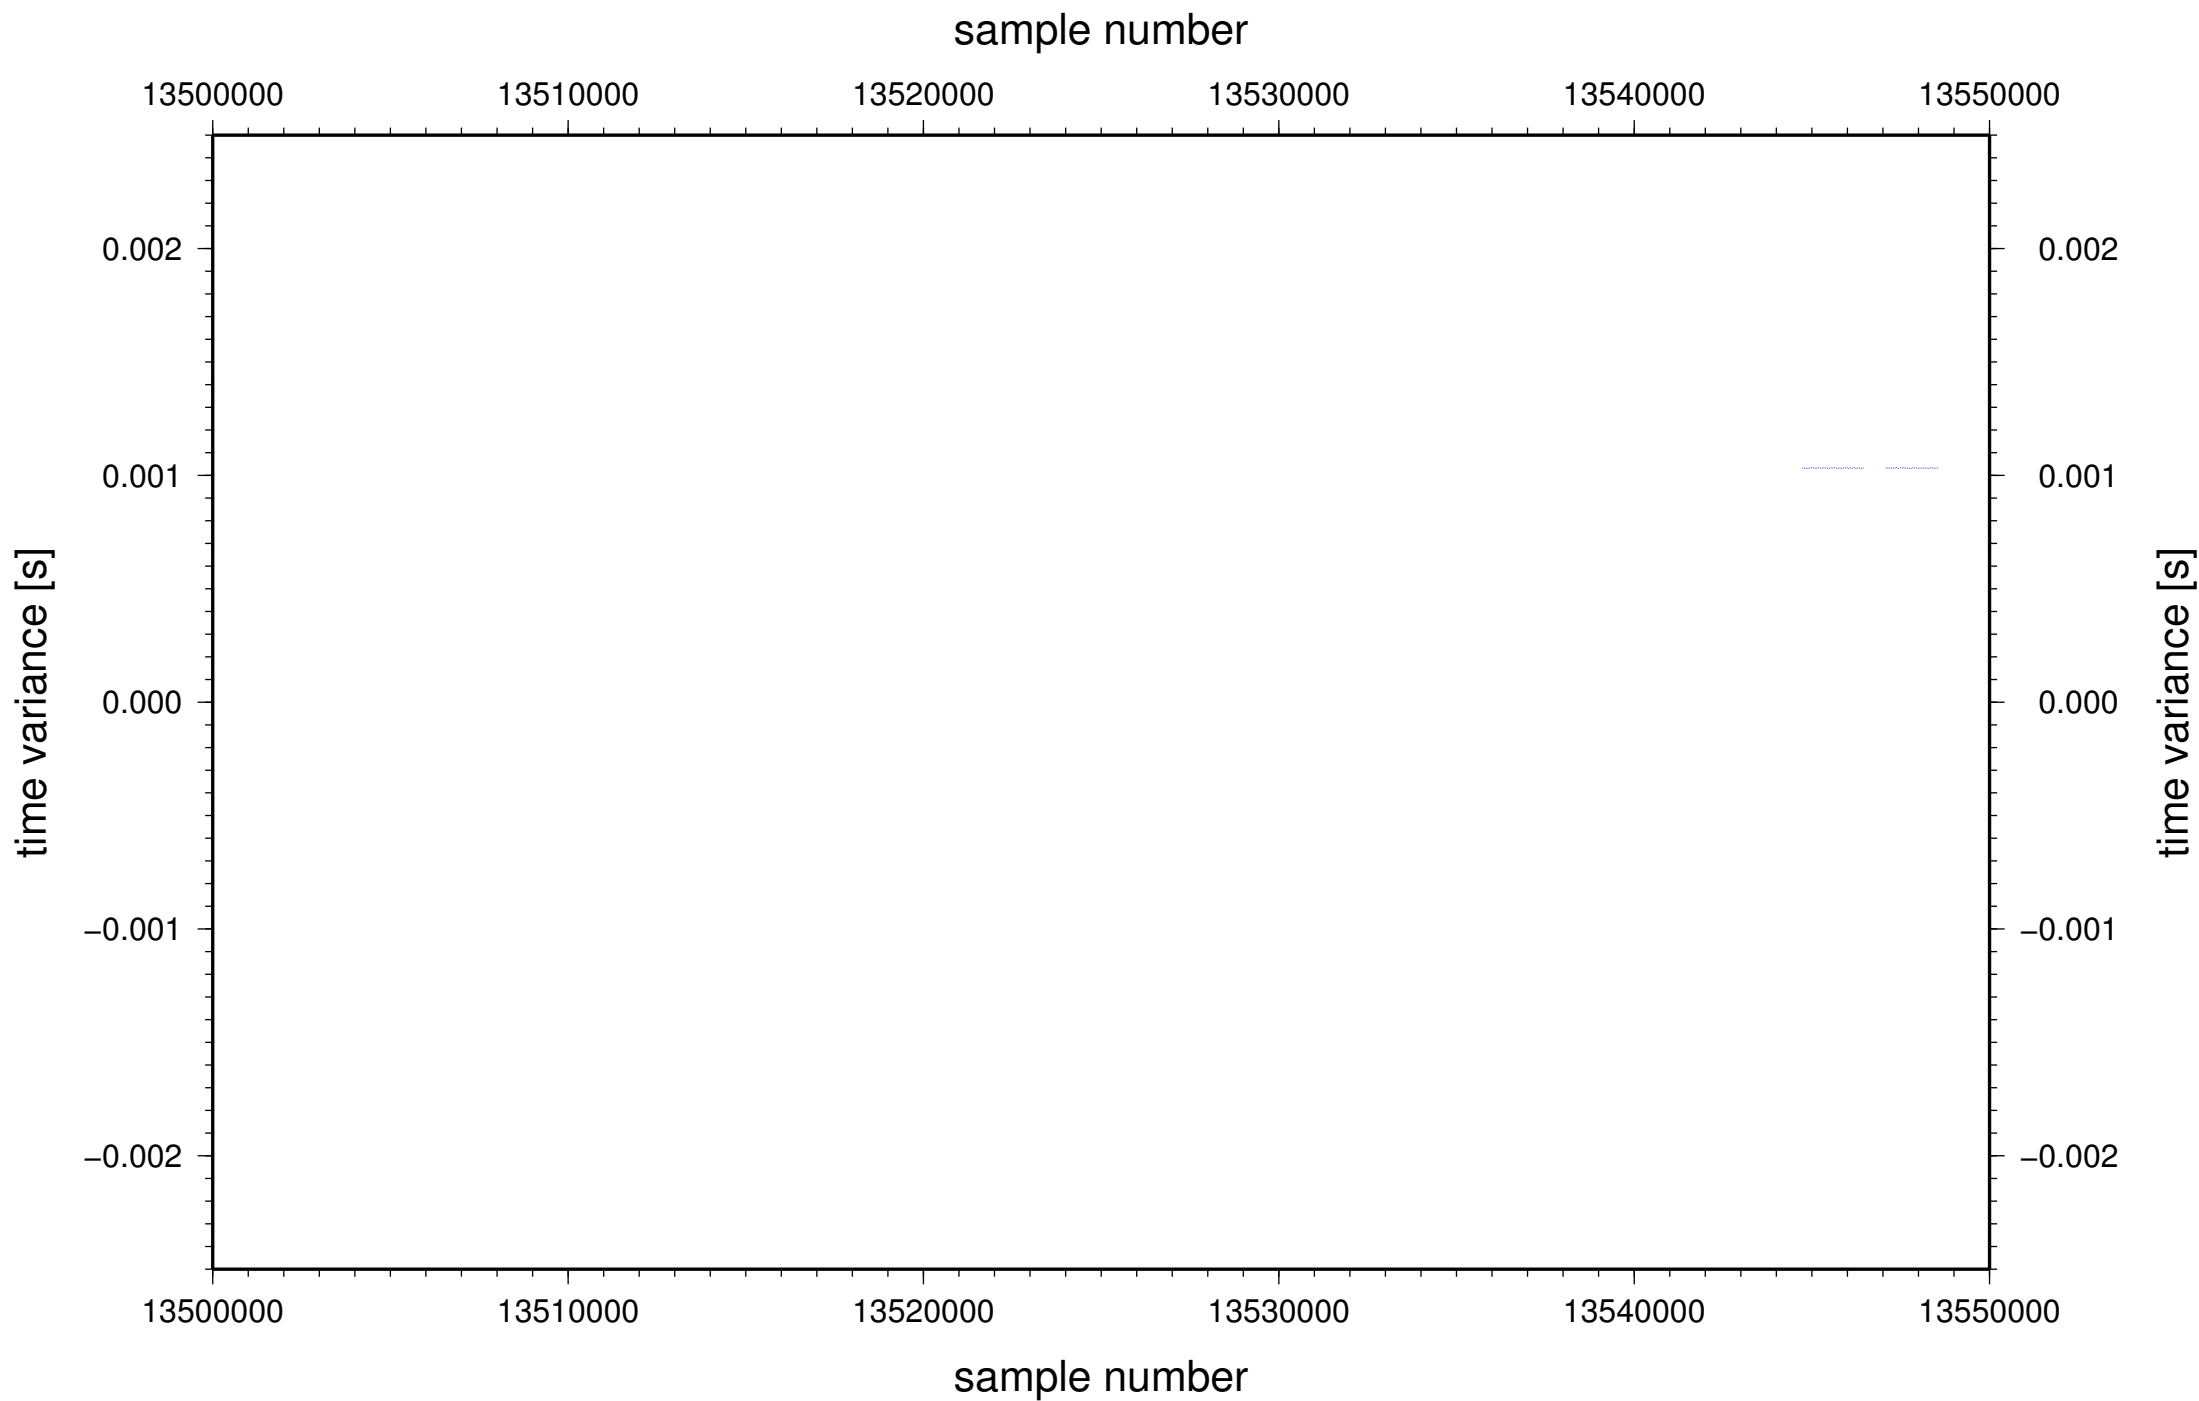 sample number
13500000 13510000 13520000 13530000 13540000 13550000
0.002 0.002
0.001 0.001
0.000 0.000
−0.001 −0.001
−0.002 −0.002
time variance [s]
time variance [s]
13500000 13510000 13520000 13530000 13540000 13550000
sample number